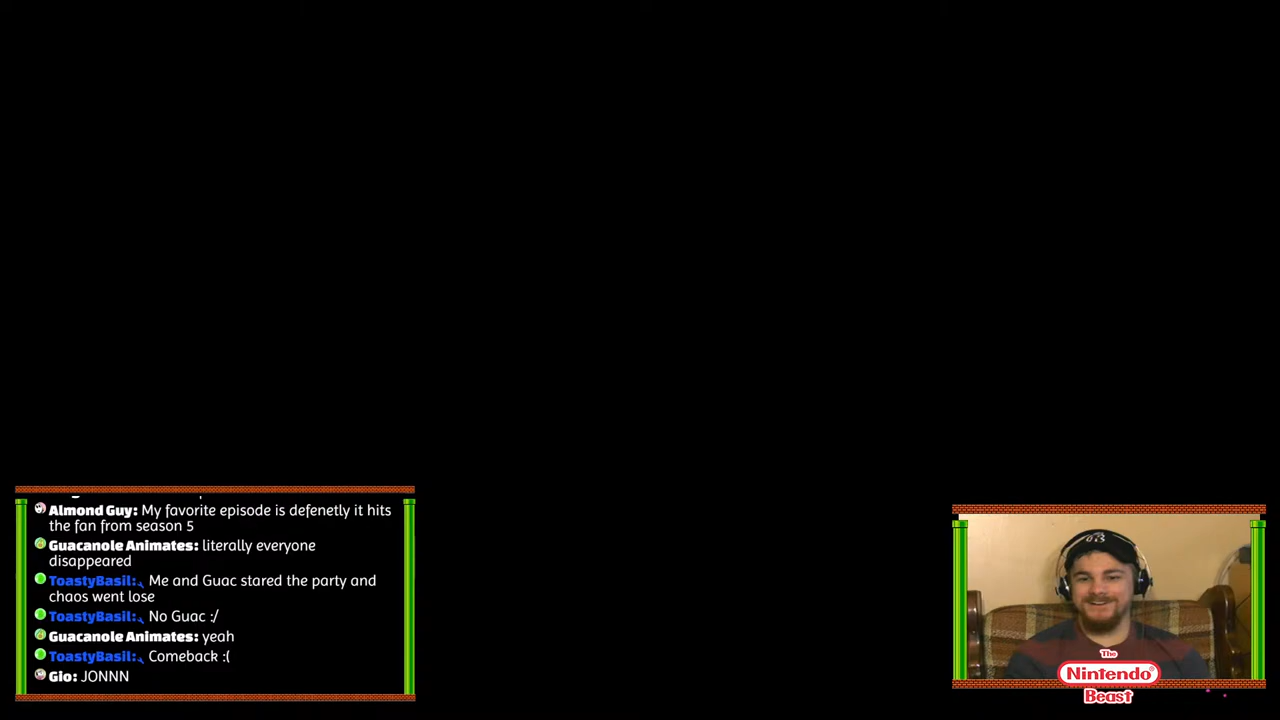 Almond Guy: My favorite episode is defenetly it hits
the fan from season 5
Guacanole Animates: literally everyone
disappeared
ToastyBasil: Me and Guac stared the party and
chaos went lose
ToastyBasil: No Guac :/
Guacanole Animates: yeah
ToastyBasil: Comeback :(
Gio: JONNN
The
Nintendo
Beast